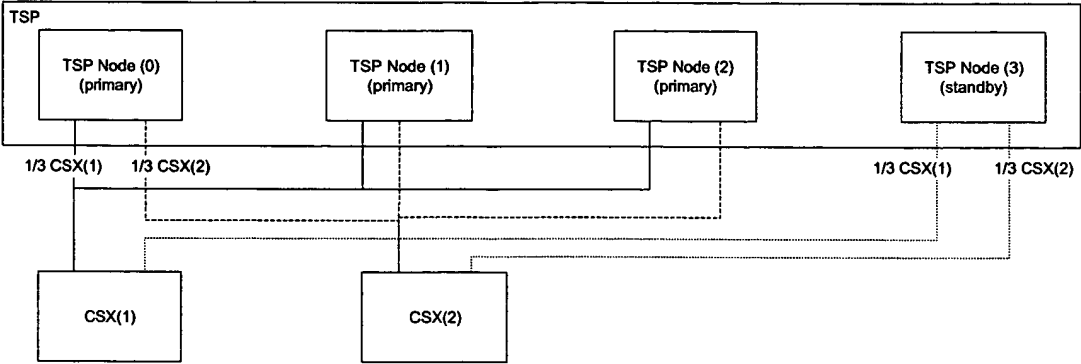 TSP
TSP Node (0)
(primary)
TSP Node (1)
(primary)
TSP Node (2)
(primary)
TSP Node (3)
(standby)
1/3 CSX(1)
1/3 CSX(2)
1/3 CSX(1)
1/3 CSX(2)
CSX(1)
CSX(2)